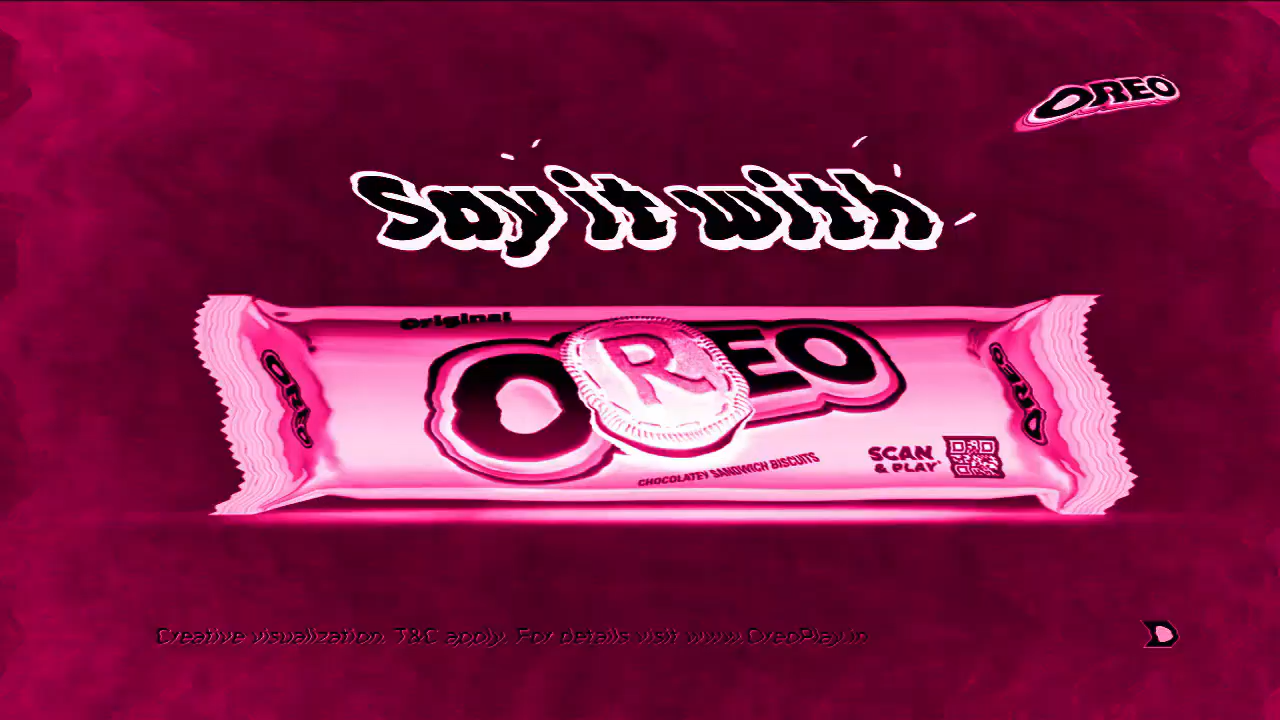 OREO
Say it with
Original
OREO
OREO
OREO
SCAN
& PLAY
CHOCOLATEY SANDWICH BISCUITS
Creative visualization. T&C apply. For details visit www.OreoPlay.in
D